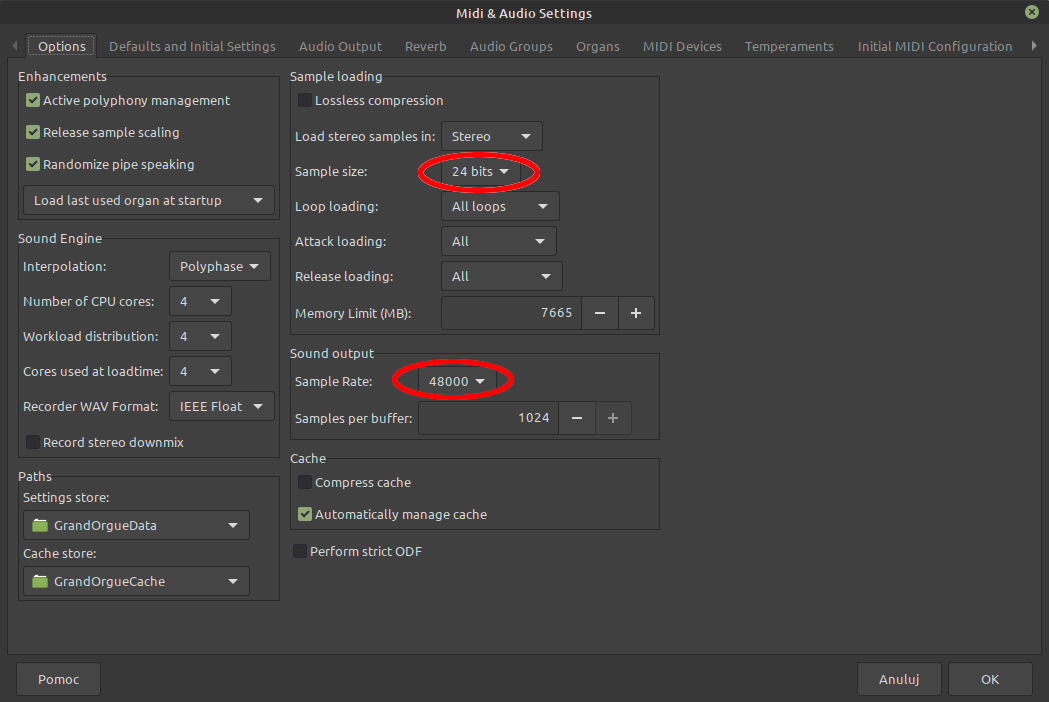 Midi & Audio Settings
Options Defaults and Initial Settings Audio Output Reverb Audio Groups Organs MIDI Devices Temperaments Initial MIDI Configuration
Enhancements
Active polyphony management
Release sample scaling
Randomize pipe speaking
Load last used organ at startup
Sound Engine
Interpolation: Polyphase
Number of CPU cores: 4
Workload distribution: 4
Cores used at loadtime: 4
Recorder WAV Format: IEEE Float
Record stereo downmix
Paths
Settings store:
GrandOrgueData
Cache store:
GrandOrgueCache
Sample loading
Lossless compression
Load stereo samples in: Stereo
Sample size: 24 bits
Loop loading: All loops
Attack loading: All
Release loading: All
Memory Limit (MB): 7665 − +
Sound output
Sample Rate: 48000
Samples per buffer: 1024 − +
Cache
Compress cache
Automatically manage cache
Perform strict ODF
Pomoc Anuluj OK